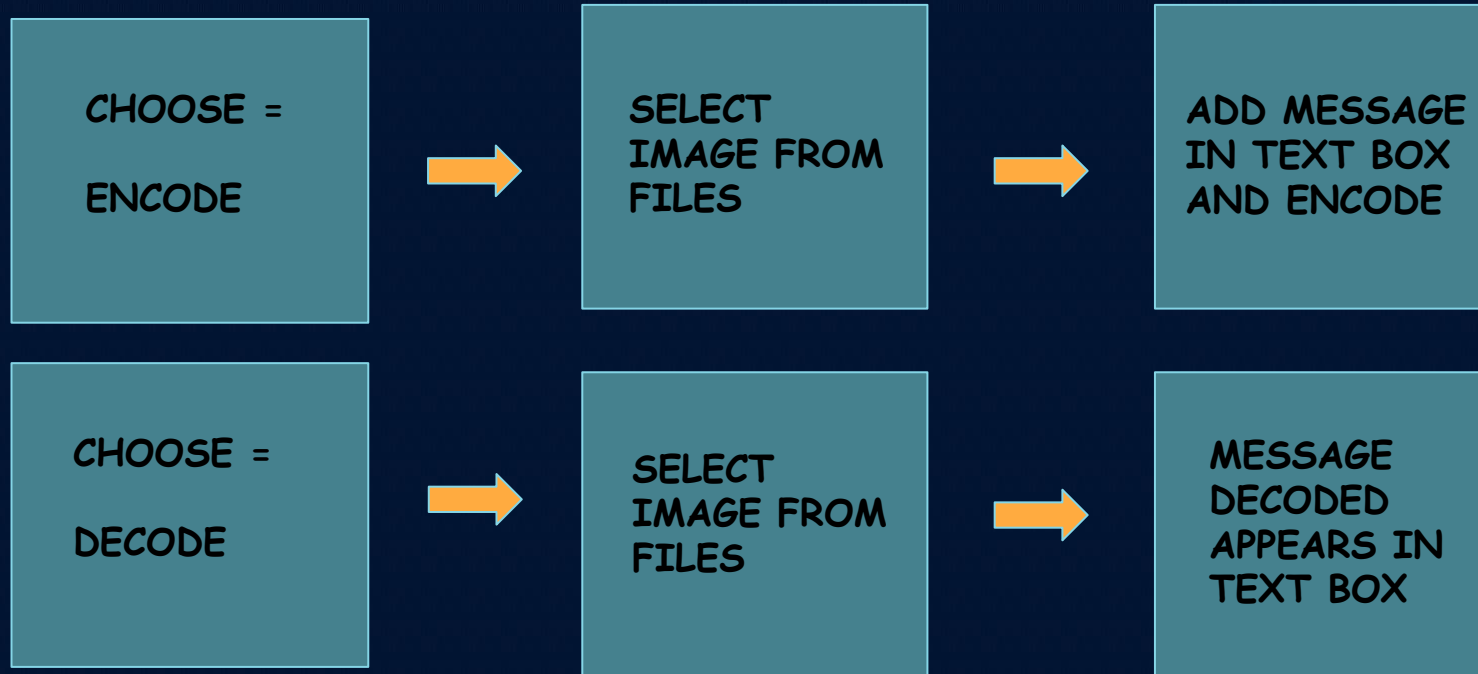 CHOOSE =
ENCODE
SELECT
IMAGE FROM
FILES
ADD MESSAGE
IN TEXT BOX
AND ENCODE
CHOOSE =
DECODE
SELECT
IMAGE FROM
FILES
MESSAGE
DECODED
APPEARS IN
TEXT BOX